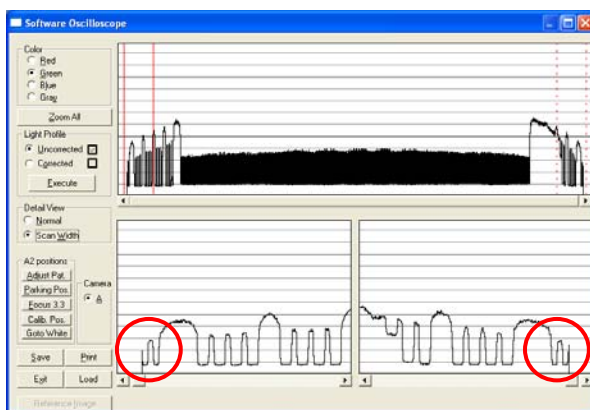 Software Oscilloscope
Color
Red
Green
Blue
Gray
Zoom All
Light Profile
Uncorrected
Corrected
Execute
Detail View
Normal
Scan Width
A2 positions
Adjust Pat.
Parking Pos.
Focus 3.3
Calib. Pos.
Goto White
Camera
A
Save
Print
Exit
Load
Reference Image